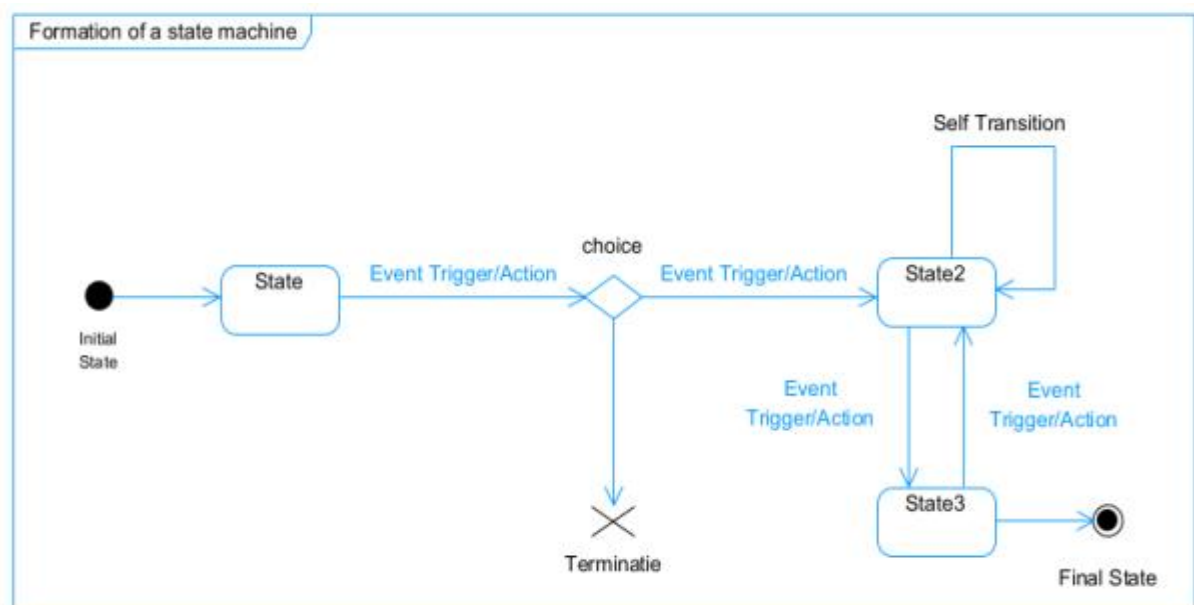 Formation of a state machine
Self Transition
choice
Event Trigger/Action
Event Trigger/Action
State
State2
Initial
State
Event
Trigger/Action
Event
Trigger/Action
State3
Terminatie
Final State